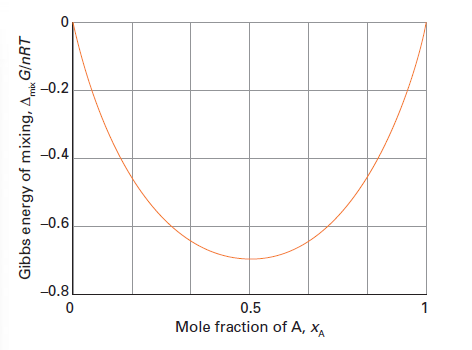 Gibbs energy of mixing, Δmix G/nRT
0
–0.2
–0.4
–0.6
–0.8
0 0.5 1
Mole fraction of A, xA